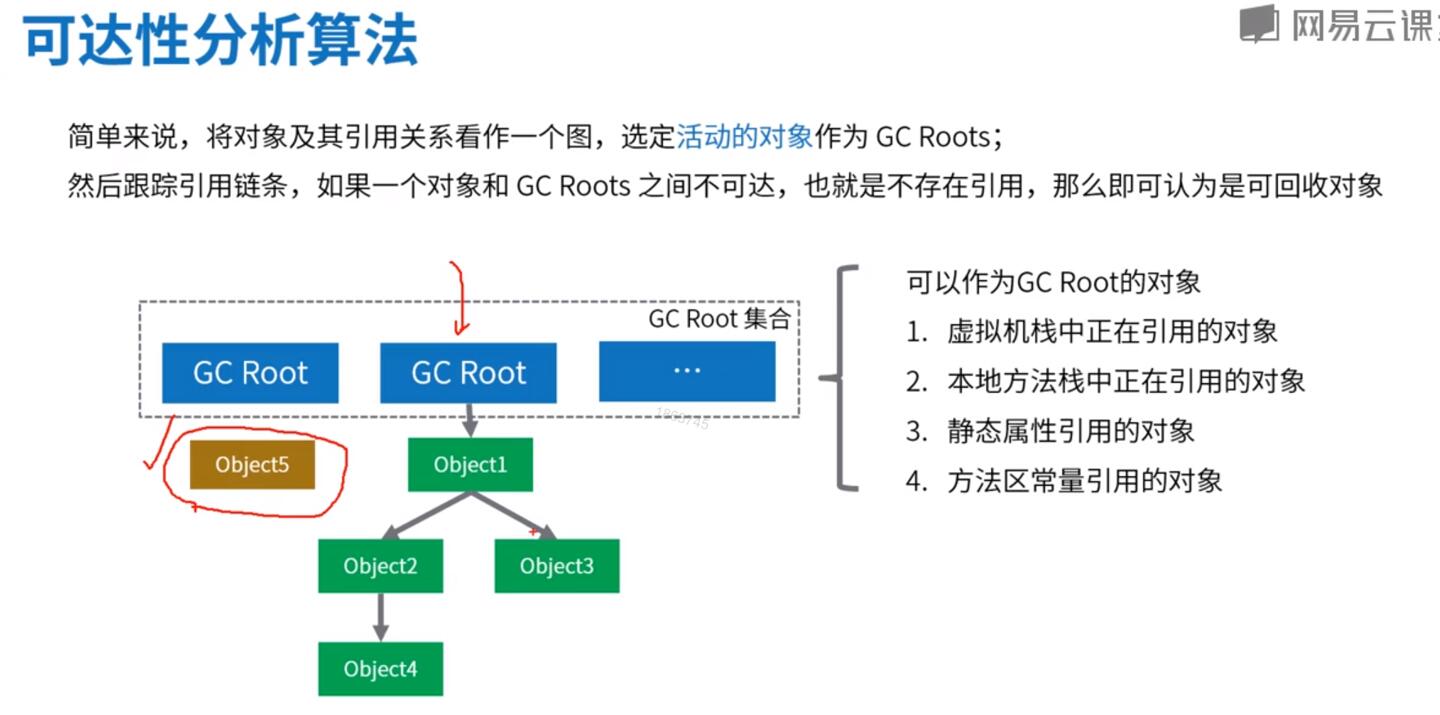 可达性分析算法
网易云课
简单来说，将对象及其引用关系看作一个图，选定活动的对象作为 GC Roots；
然后跟踪引用链条，如果一个对象和 GC Roots 之间不可达，也就是不存在引用，那么即可认为是可回收对象
GC Root 集合
GC Root
GC Root
...
Object5
Object1
Object2
Object3
Object4
可以作为GC Root的对象
1. 虚拟机栈中正在引用的对象
2. 本地方法栈中正在引用的对象
3. 静态属性引用的对象
4. 方法区常量引用的对象